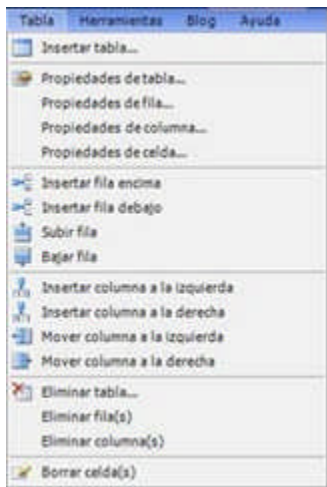 Tabla Herramientas Blog Ayuda
Insertar tabla...
Propiedades de tabla...
Propiedades de fila...
Propiedades de columna...
Propiedades de celda...
Insertar fila encima
Insertar fila debajo
Subir fila
Bajar fila
Insertar columna a la izquierda
Insertar columna a la derecha
Mover columna a la izquierda
Mover columna a la derecha
Eliminar tabla...
Eliminar fila(s)
Eliminar columna(s)
Borrar celda(s)